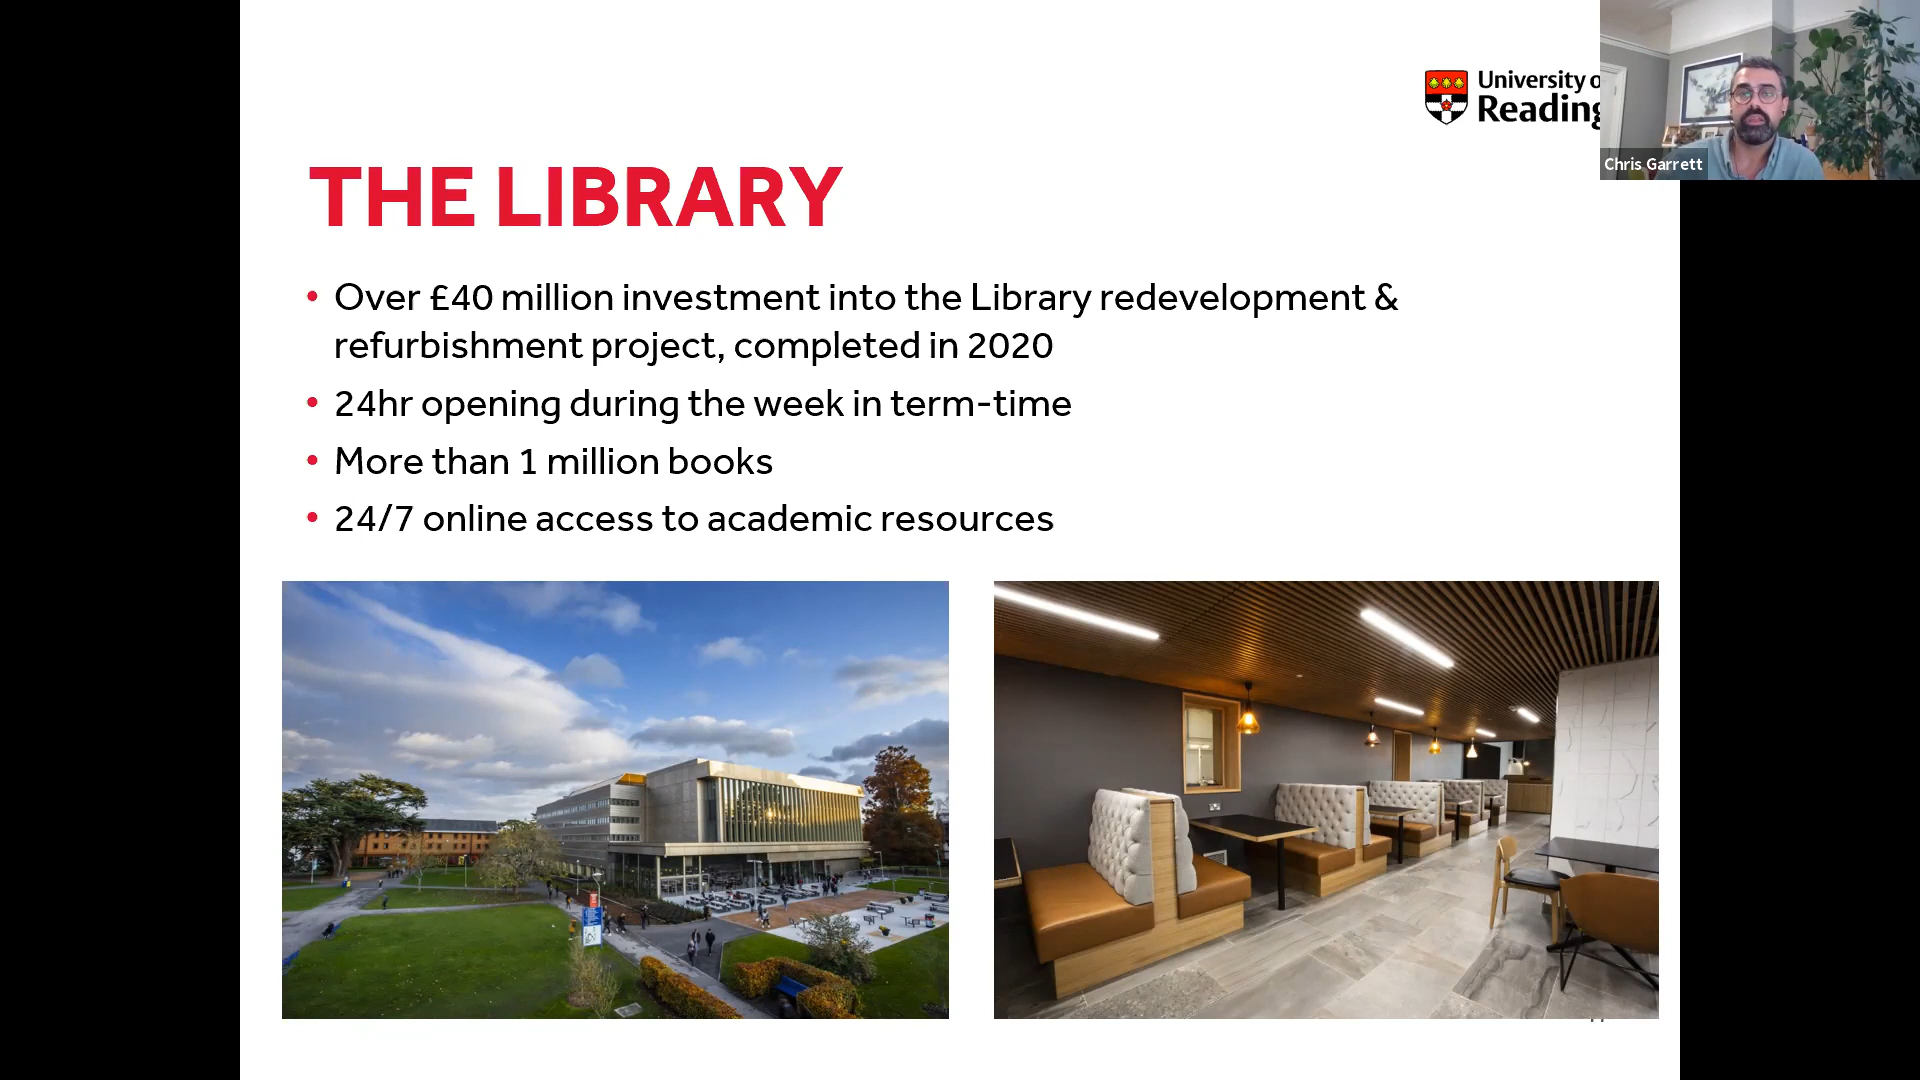 University o
Reading
Chris Garrett
THE LIBRARY
• Over £40 million investment into the Library redevelopment &
refurbishment project, completed in 2020
• 24hr opening during the week in term-time
• More than 1 million books
• 24/7 online access to academic resources